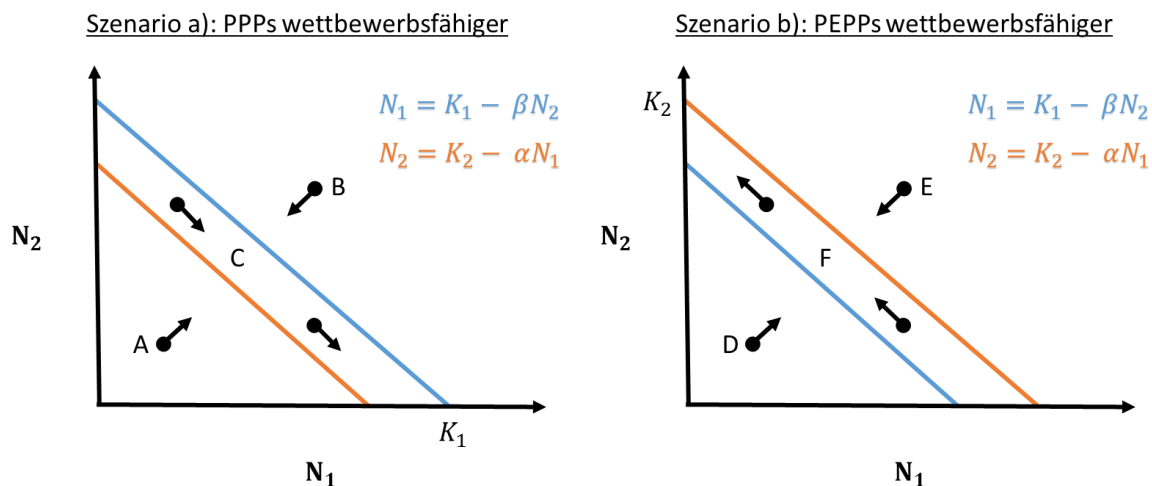 Szenario a): PPPs wettbewerbsfähiger
N₁ = K₁ − βN₂
N₂ = K₂ − αN₁
B
N₂
C
A
K₁
N₁
Szenario b): PEPPs wettbewerbsfähiger
K₂
N₁ = K₁ − βN₂
N₂ = K₂ − αN₁
E
N₂
F
D
N₁